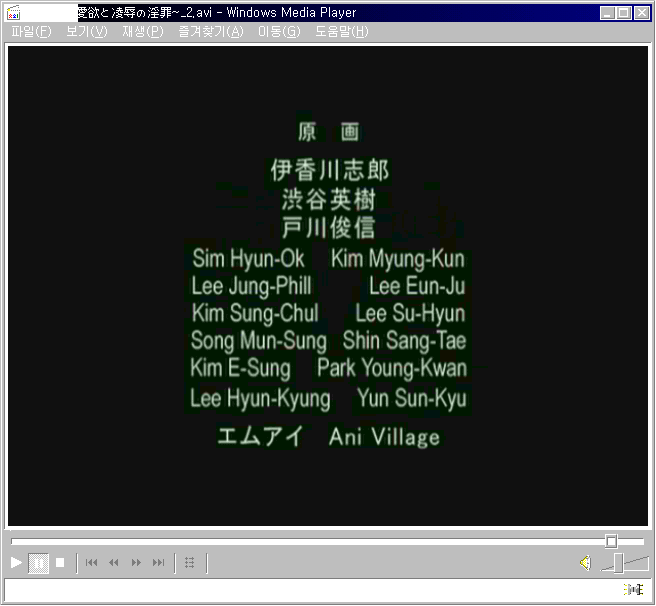 愛欲と凌辱の淫罪~_2.avi - Windows Media Player
파일(F) 보기(V) 재생(P) 즐겨찾기(A) 이동(G) 도움말(H)
原 画
伊香川志郎
渋谷英樹
戸川俊信
Sim Hyun-Ok Kim Myung-Kun
Lee Jung-Phill Lee Eun-Ju
Kim Sung-Chul Lee Su-Hyun
Song Mun-Sung Shin Sang-Tae
Kim E-Sung Park Young-Kwan
Lee Hyun-Kyung Yun Sun-Kyu
エムアイ Ani Village